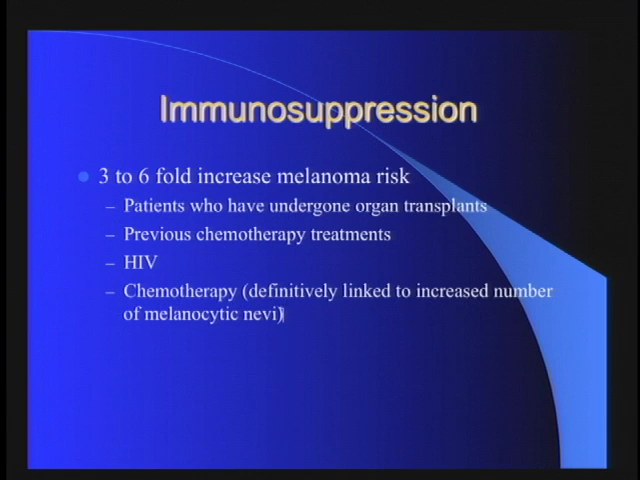 Immunosuppression
3 to 6 fold increase melanoma risk
– Patients who have undergone organ transplants
– Previous chemotherapy treatments
– HIV
– Chemotherapy (definitively linked to increased number
of melanocytic nevi)